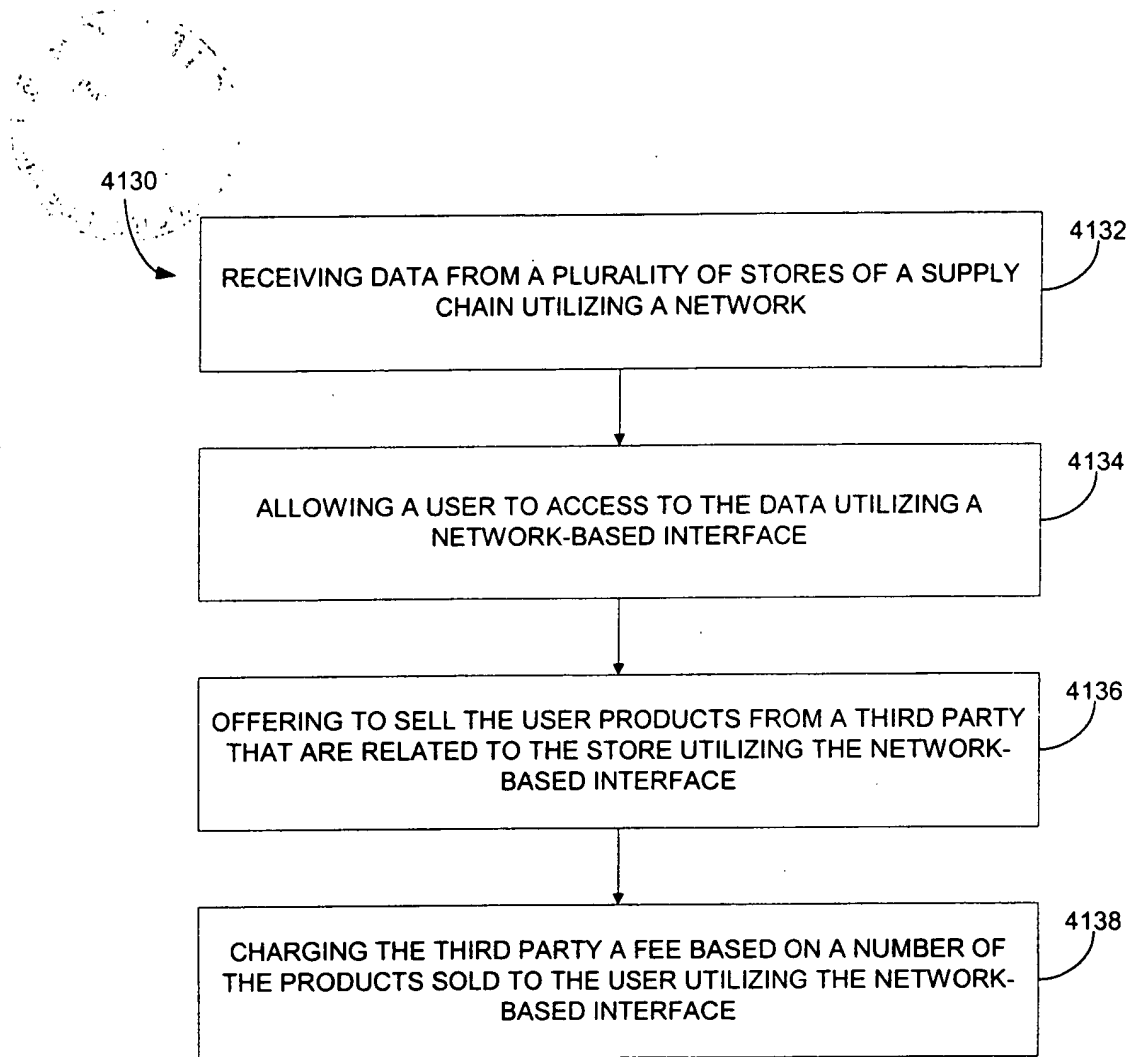 4130
4132
RECEIVING DATA FROM A PLURALITY OF STORES OF A SUPPLY
CHAIN UTILIZING A NETWORK
4134
ALLOWING A USER TO ACCESS TO THE DATA UTILIZING A
NETWORK-BASED INTERFACE
4136
OFFERING TO SELL THE USER PRODUCTS FROM A THIRD PARTY
THAT ARE RELATED TO THE STORE UTILIZING THE NETWORK-
BASED INTERFACE
4138
CHARGING THE THIRD PARTY A FEE BASED ON A NUMBER OF
THE PRODUCTS SOLD TO THE USER UTILIZING THE NETWORK-
BASED INTERFACE